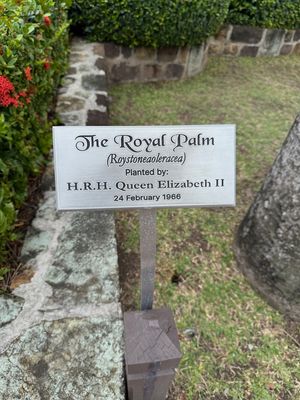 The Royal Palm
(Roystoneaoleracea)
Planted by:
H.R.H. Queen Elizabeth II
24 February 1966